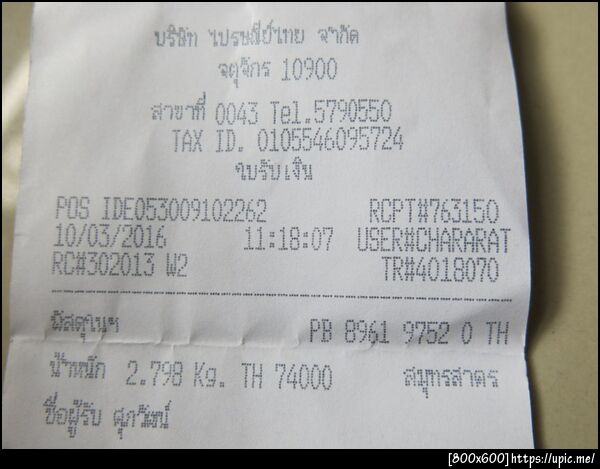 บริษัท ไปรษณีย์ไทย จำกัด
จตุจักร 10900
สาขาที่ 0043 Tel.5790550
TAX ID. 0105546095724
ใบรับเงิน
POS IDE053009102262 RCPT#763150
10/03/2016 11:18:07 USER#CHARARAT
RC#302013 W2 TR#4018070
พัสดุในฯ PB 8961 9752 0 TH
น้ำหนัก 2.798 Kg. TH 74000 สมุทรสาคร
ชื่อผู้รับ ศุภวัฒน์
[800x600]https://upic.me/